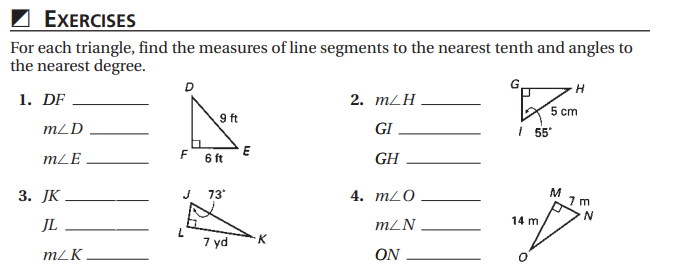 EXERCISES
For each triangle, find the measures of line segments to the nearest tenth and angles to
the nearest degree.
1. DF
m∠D
m∠E
D
9 ft
F
6 ft
E
2. m∠H
GI
GH
G
H
5 cm
I
55°
3. JK
JL
m∠K
J
73°
L
7 yd
K
4. m∠O
m∠N
ON
M
7 m
N
14 m
O